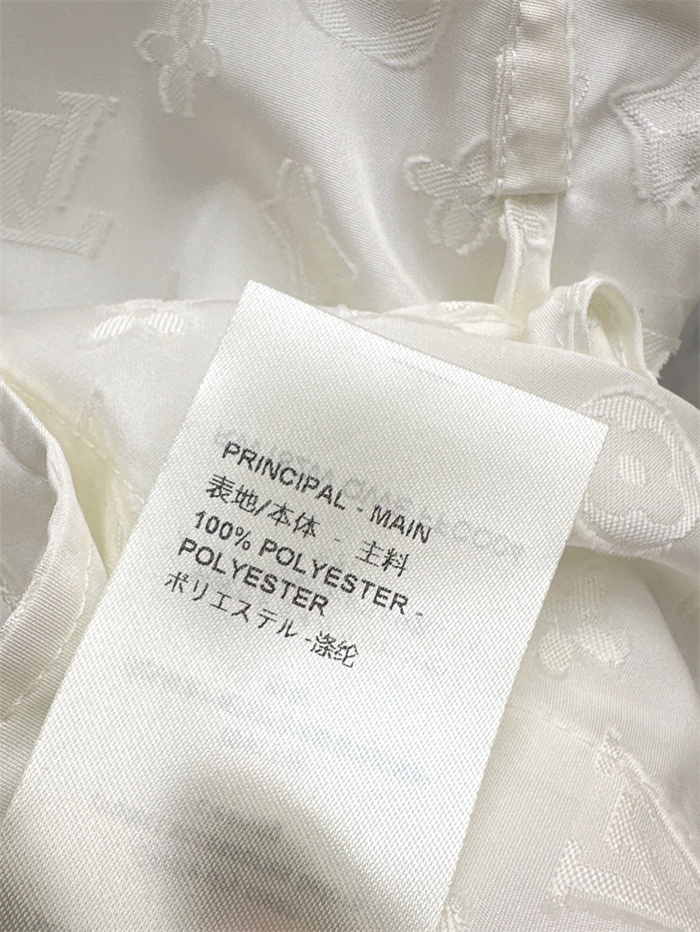 PRINCIPAL - MAIN
表地/本体 - 主料
100% POLYESTER -
POLYESTER
ポリエステル -涤纶